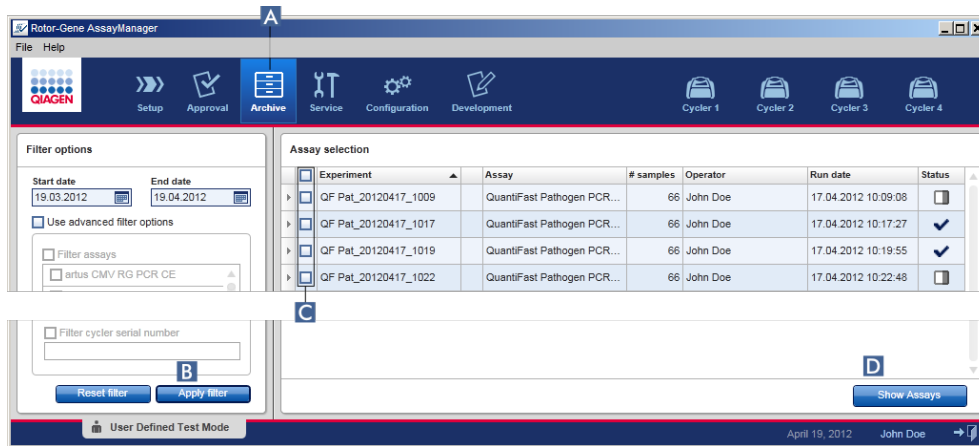 A
Rotor-Gene AssayManager
File Help
QIAGEN
Setup Approval Archive Service Configuration Development Cycler 1 Cycler 2 Cycler 3 Cycler 4
Filter options
Start date End date
19.03.2012 19.04.2012
Use advanced filter options
Filter assays
artus CMV RG PCR CE
Filter cycler serial number
B
Reset filter Apply filter
Assay selection
Experiment Assay # samples Operator Run date Status
QF Pat_20120417_1009 QuantiFast Pathogen PCR... 66 John Doe 17.04.2012 10:09:08
QF Pat_20120417_1017 QuantiFast Pathogen PCR... 66 John Doe 17.04.2012 10:17:27
QF Pat_20120417_1019 QuantiFast Pathogen PCR... 66 John Doe 17.04.2012 10:19:55
QF Pat_20120417_1022 QuantiFast Pathogen PCR... 66 John Doe 17.04.2012 10:22:48
C
D
Show Assays
User Defined Test Mode
April 19, 2012 John Doe